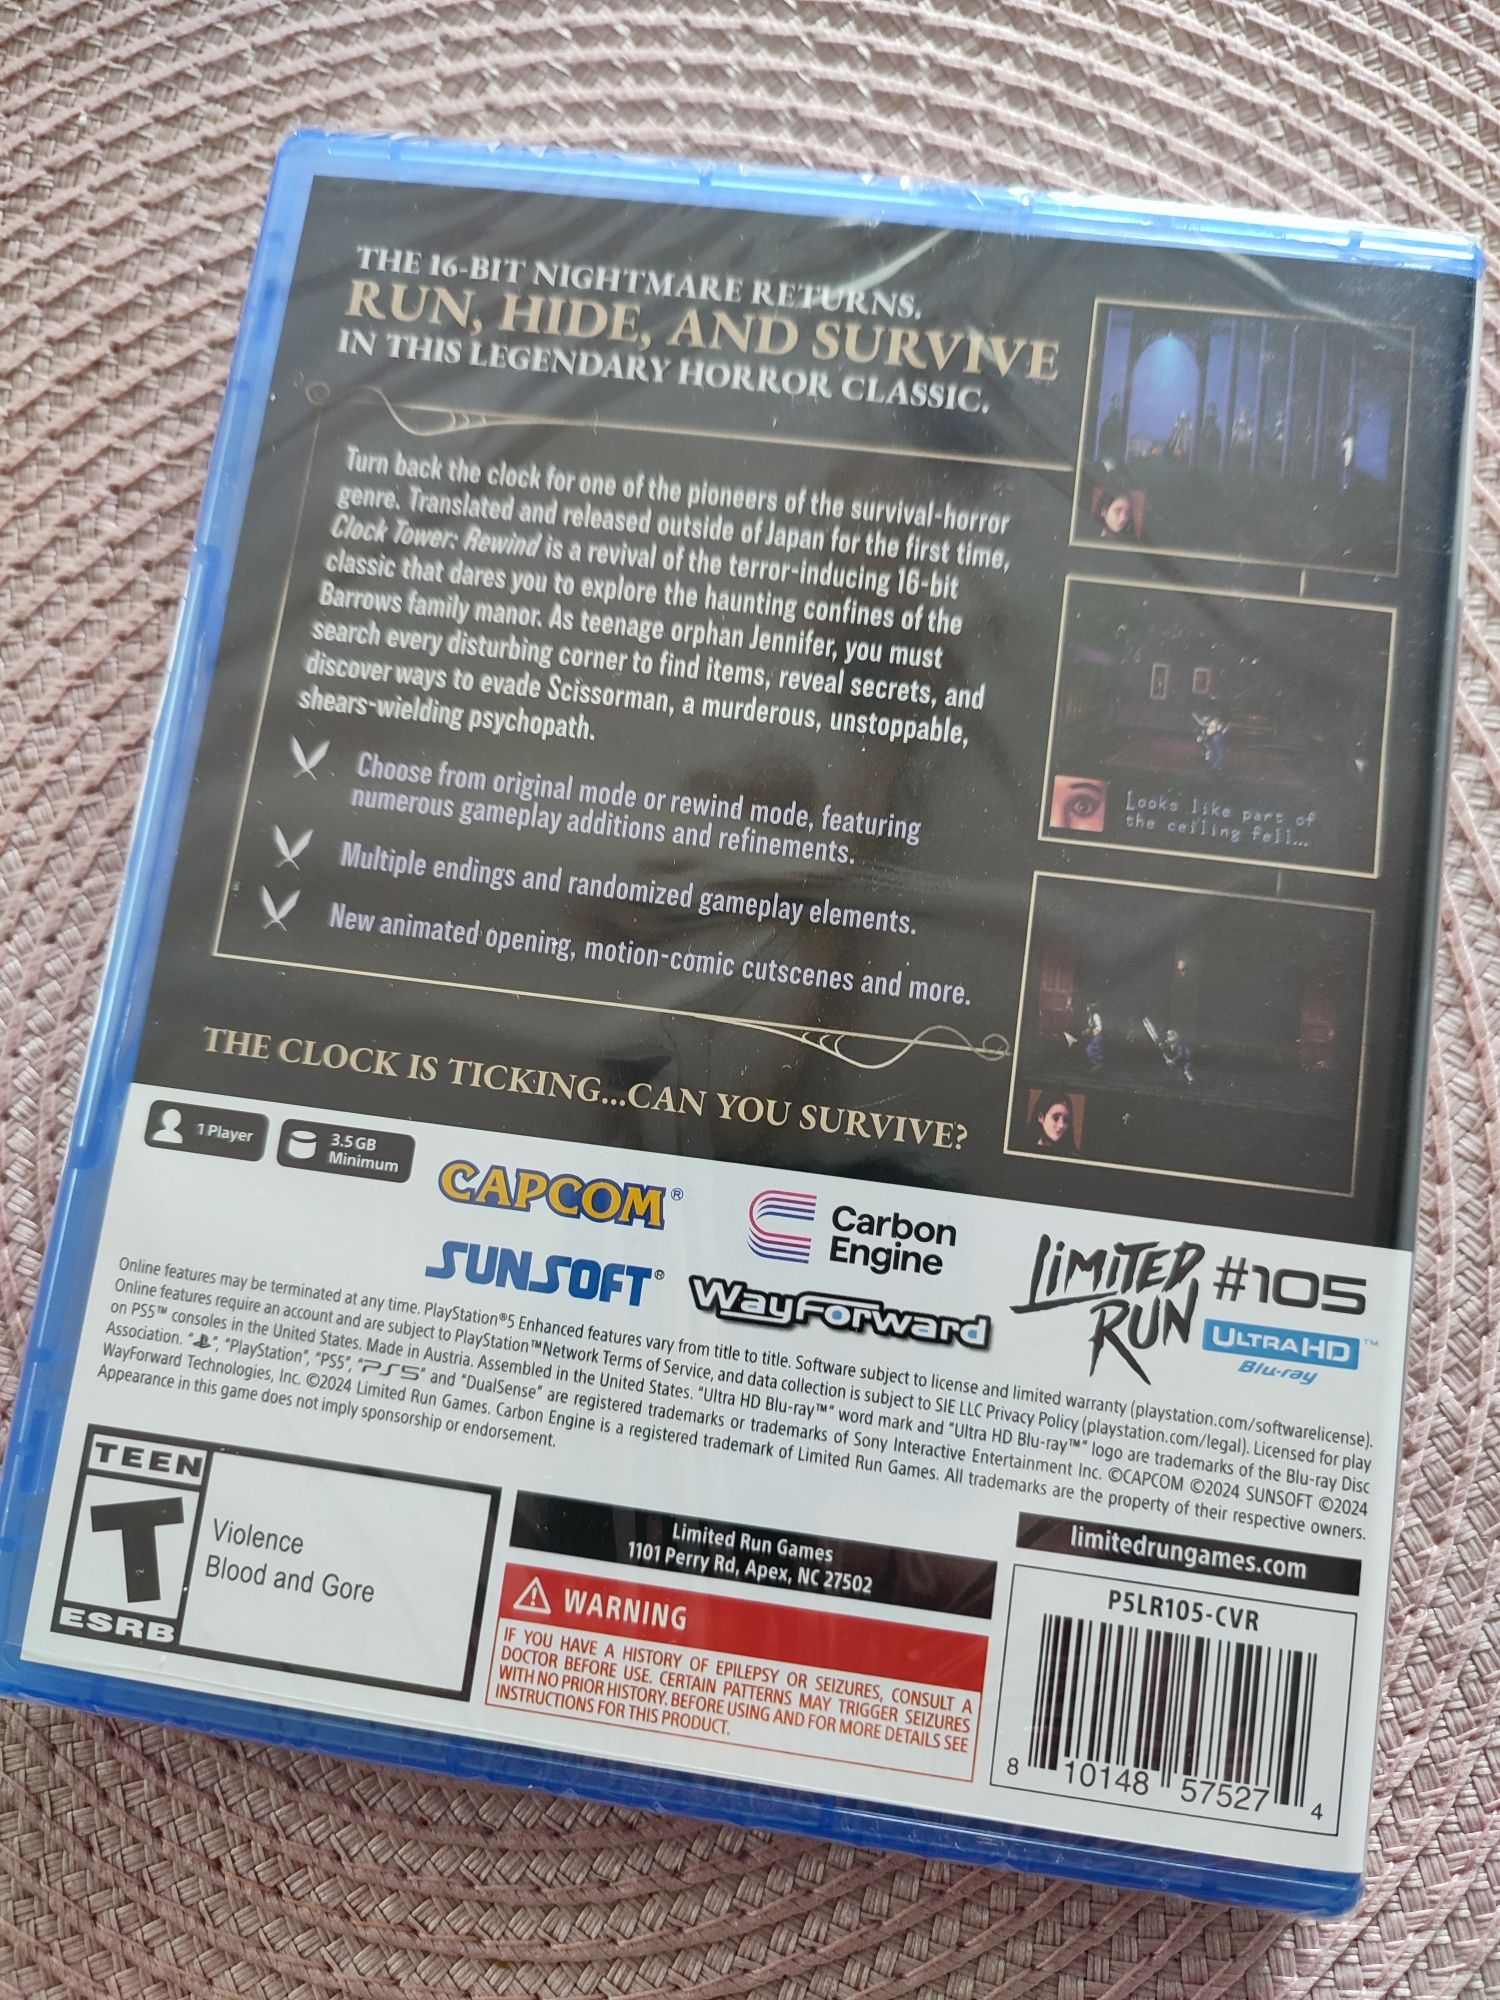 THE 16-BIT NIGHTMARE RETURNS.
RUN, HIDE, AND SURVIVE
IN THIS LEGENDARY HORROR CLASSIC.
Turn back the clock for one of the pioneers of the survival-horror
genre. Translated and released outside of Japan for the first time,
Clock Tower: Rewind is a revival of the terror-inducing 16-bit
classic that dares you to explore the haunting confines of the
Barrows family manor. As teenage orphan Jennifer, you must
search every disturbing corner to find items, reveal secrets, and
discover ways to evade Scissorman, a murderous, unstoppable,
shears-wielding psychopath.
Choose from original mode or rewind mode, featuring
numerous gameplay additions and refinements.
Multiple endings and randomized gameplay elements.
New animated opening, motion-comic cutscenes and more.
Looks like part of
the ceiling fell...
THE CLOCK IS TICKING...CAN YOU SURVIVE?
1 Player
3.5 GB
Minimum
CAPCOM®
Carbon
Engine
SUNSOFT®
WayForward
LIMITED
RUN
#105
ULTRA HD™
Blu-ray
Online features may be terminated at any time. PlayStation®5 Enhanced features vary from title to title. Software subject to license and limited warranty (playstation.com/softwarelicense).
Online features require an account and are subject to PlayStation™Network Terms of Service, and data collection is subject to SIE LLC Privacy Policy (playstation.com/legal). Licensed for play
on PS5™ consoles in the United States. Made in Austria. Assembled in the United States. "Ultra HD Blu-ray™" word mark and "Ultra HD Blu-ray™" logo are trademarks of the Blu-ray Disc
Association. "", "PlayStation", "PS5", "PS5" and "DualSense" are registered trademarks or trademarks of Sony Interactive Entertainment Inc. ©CAPCOM ©2024 SUNSOFT ©2024
WayForward Technologies, Inc. ©2024 Limited Run Games. Carbon Engine is a registered trademark of Limited Run Games. All trademarks are the property of their respective owners.
Appearance in this game does not imply sponsorship or endorsement.
TEEN
T
ESRB
Violence
Blood and Gore
Limited Run Games
1101 Perry Rd, Apex, NC 27502
WARNING
IF YOU HAVE A HISTORY OF EPILEPSY OR SEIZURES, CONSULT A
DOCTOR BEFORE USE. CERTAIN PATTERNS MAY TRIGGER SEIZURES
WITH NO PRIOR HISTORY. BEFORE USING AND FOR MORE DETAILS SEE
INSTRUCTIONS FOR THIS PRODUCT.
limitedrungames.com
P5LR105-CVR
8 10148 57527 4